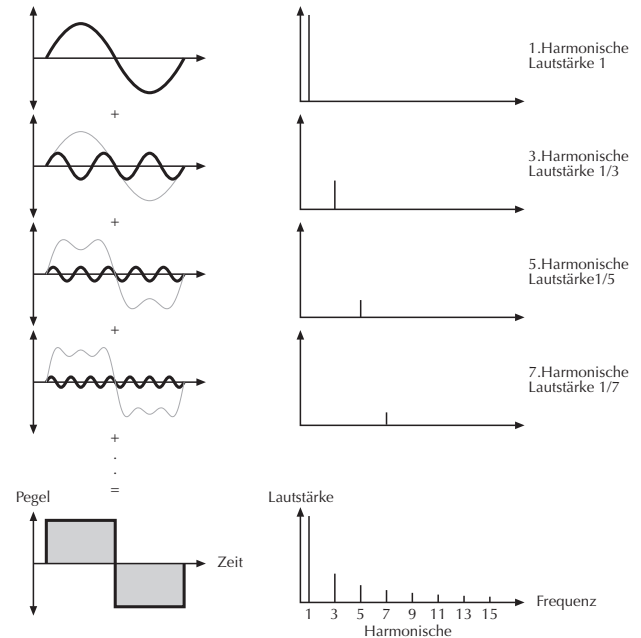 1.Harmonische
Lautstärke 1
+
3.Harmonische
Lautstärke 1/3
+
5.Harmonische
Lautstärke1/5
+
7.Harmonische
Lautstärke 1/7
+
.
.
=
Pegel
Zeit
Lautstärke
Frequenz
1 3 5 7 9 11 13 15
Harmonische